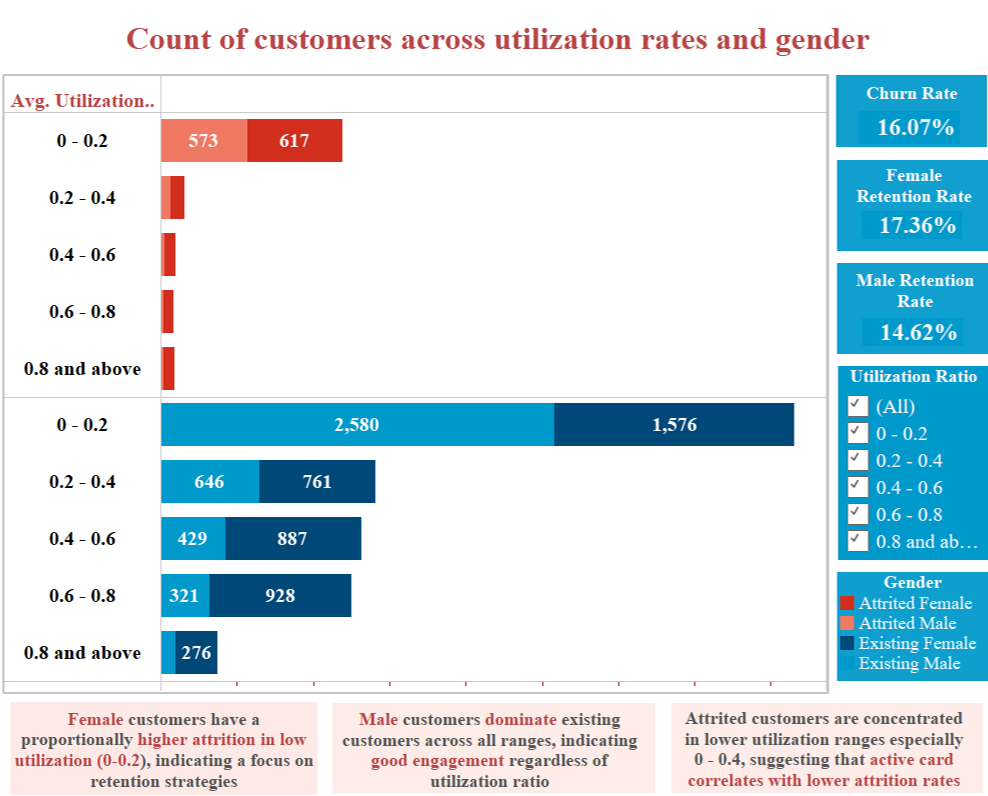 Count of customers across utilization rates and gender
Avg. Utilization..
0 - 0.2
573
617
0.2 - 0.4
0.4 - 0.6
0.6 - 0.8
0.8 and above
0 - 0.2
2,580
1,576
0.2 - 0.4
646
761
0.4 - 0.6
429
887
0.6 - 0.8
321
928
0.8 and above
276
Churn Rate
16.07%
Female
Retention Rate
17.36%
Male Retention
Rate
14.62%
Utilization Ratio
(All)
0 - 0.2
0.2 - 0.4
0.4 - 0.6
0.6 - 0.8
0.8 and ab...
Gender
Attrited Female
Attrited Male
Existing Female
Existing Male
Female customers have a
proportionally higher attrition in low
utilization (0-0.2), indicating a focus on
retention strategies
Male customers dominate existing
customers across all ranges, indicating
good engagement regardless of
utilization ratio
Attrited customers are concentrated
in lower utilization ranges especially
0 - 0.4, suggesting that active card
correlates with lower attrition rates